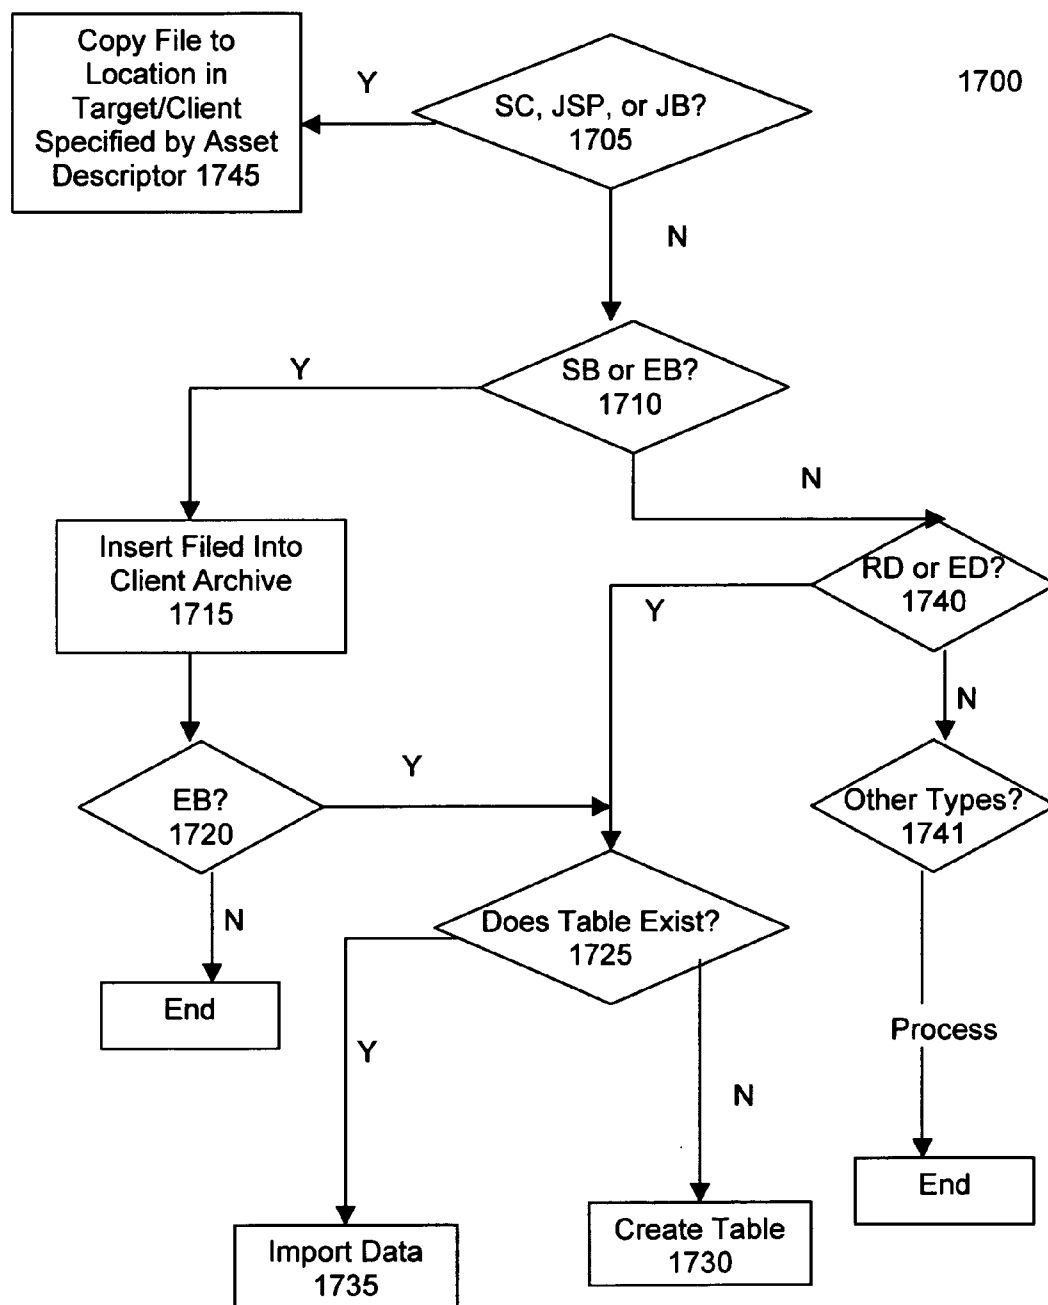 Copy File to
Location in
Target/Client
Specified by Asset
Descriptor 1745
Y
SC, JSP, or JB?
1705
1700
N
Y
SB or EB?
1710
N
Insert Filed Into
Client Archive
1715
RD or ED?
1740
Y
N
EB?
1720
Y
Other Types?
1741
N
Does Table Exist?
1725
End
Process
Y
N
End
Import Data
1735
Create Table
1730